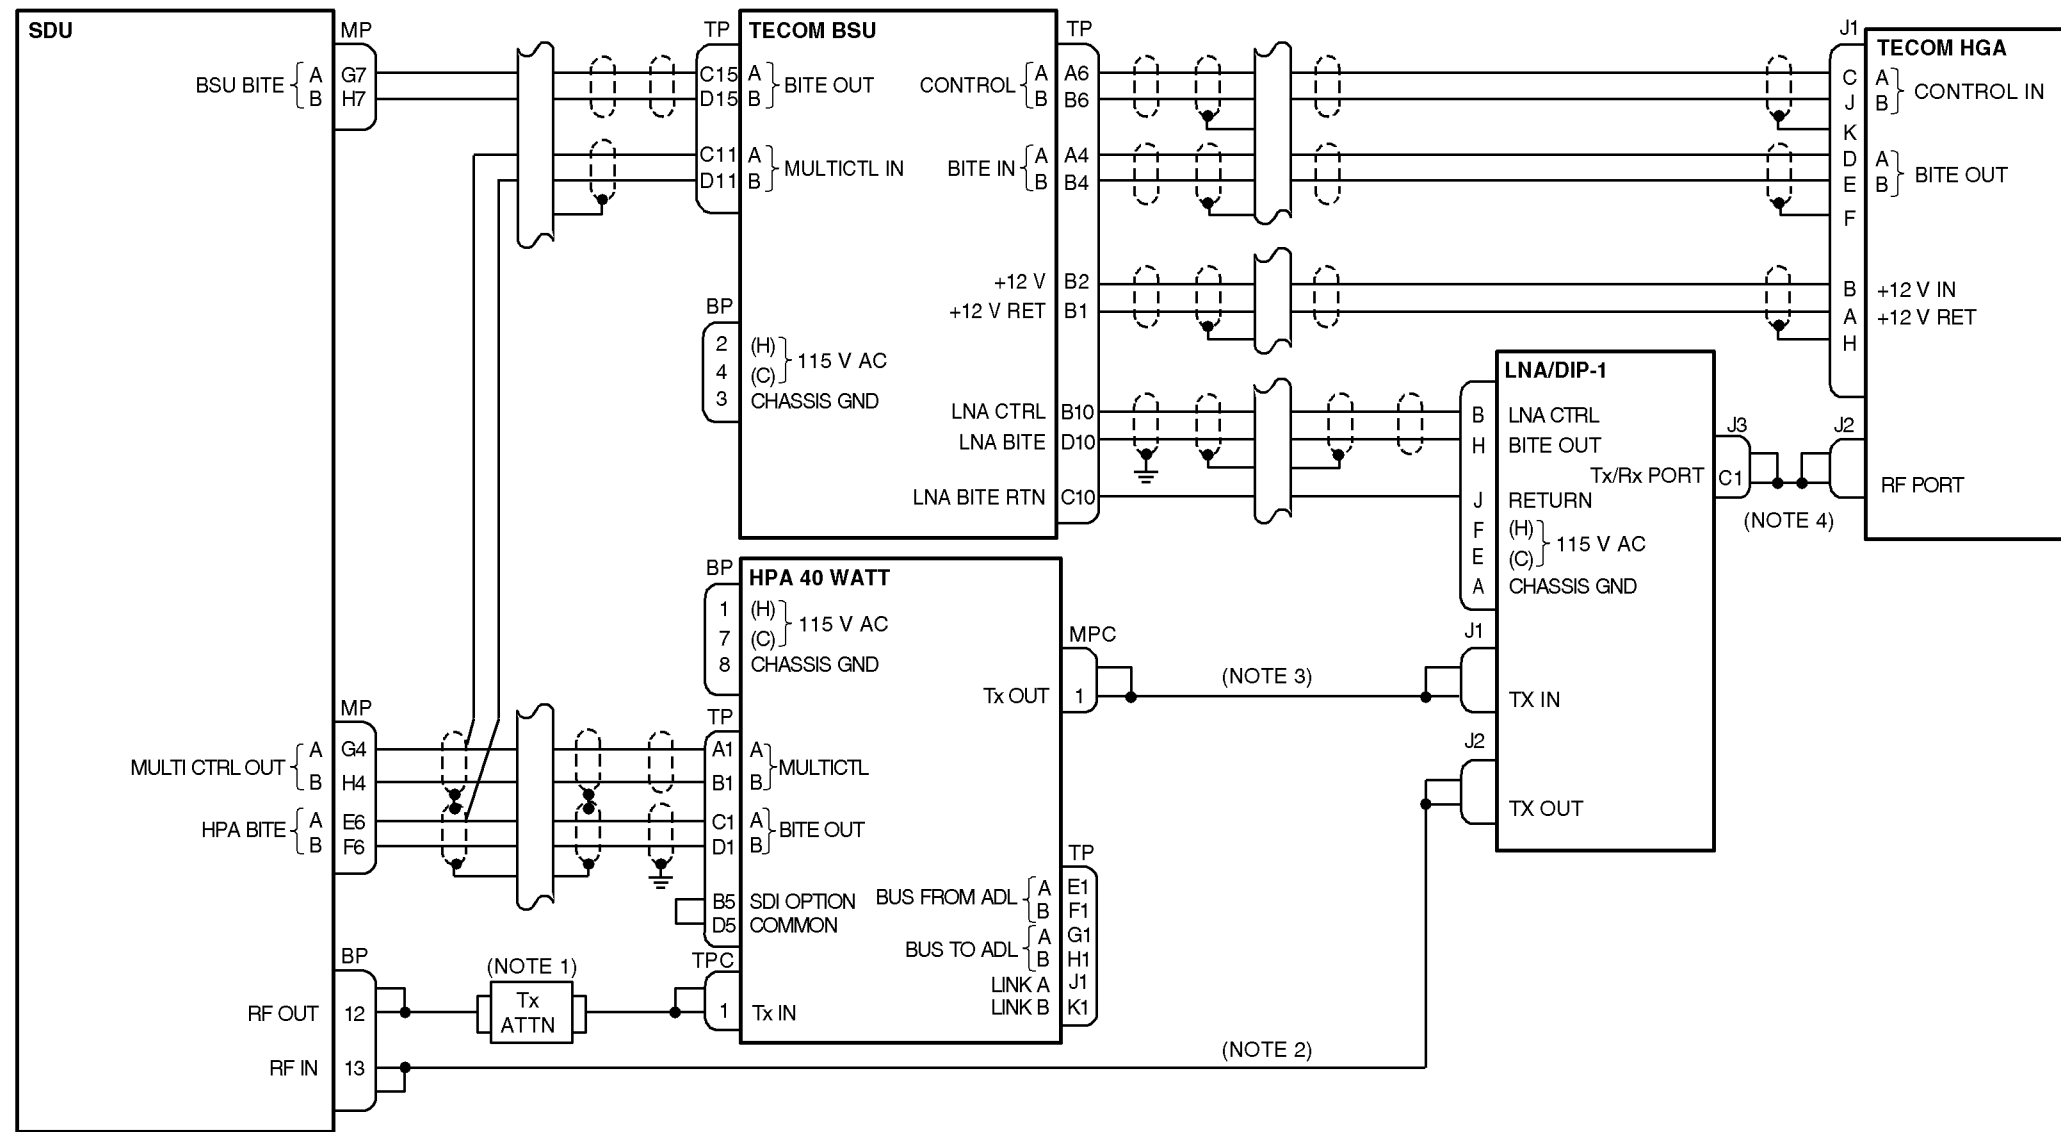 SDU
MP
BSU BITE
A G7
B H7
TP
TECOM BSU
C15 A
D15 B
BITE OUT
C11 A
D11 B
MULTICTL IN
BP
2 (H)
4 (C)
115 V AC
3 CHASSIS GND
TP
CONTROL
A A6
B B6
BITE IN
A A4
B B4
+12 V B2
+12 V RET B1
LNA CTRL B10
LNA BITE D10
LNA BITE RTN C10
J1
TECOM HGA
C A
J B
CONTROL IN
K
D A
E B
BITE OUT
F
B +12 V IN
A +12 V RET
H
J2
RF PORT
LNA/DIP-1
B LNA CTRL
H BITE OUT
J3
Tx/Rx PORT C1
(NOTE 4)
J RETURN
F (H)
E (C)
115 V AC
A CHASSIS GND
J1
TX IN
J2
TX OUT
BP
HPA 40 WATT
1 (H)
7 (C)
115 V AC
8 CHASSIS GND
MPC
Tx OUT 1
(NOTE 3)
MP
MULTI CTRL OUT
A G4
B H4
HPA BITE
A E6
B F6
TP
A1 A
B1 B
MULTICTL
C1 A
D1 B
BITE OUT
B5 SDI OPTION
D5 COMMON
TP
BUS FROM ADL
A E1
B F1
BUS TO ADL
A G1
B H1
LINK A J1
LINK B K1
BP
RF OUT 12
(NOTE 1)
Tx
ATTN
TPC
1 Tx IN
RF IN 13
(NOTE 2)